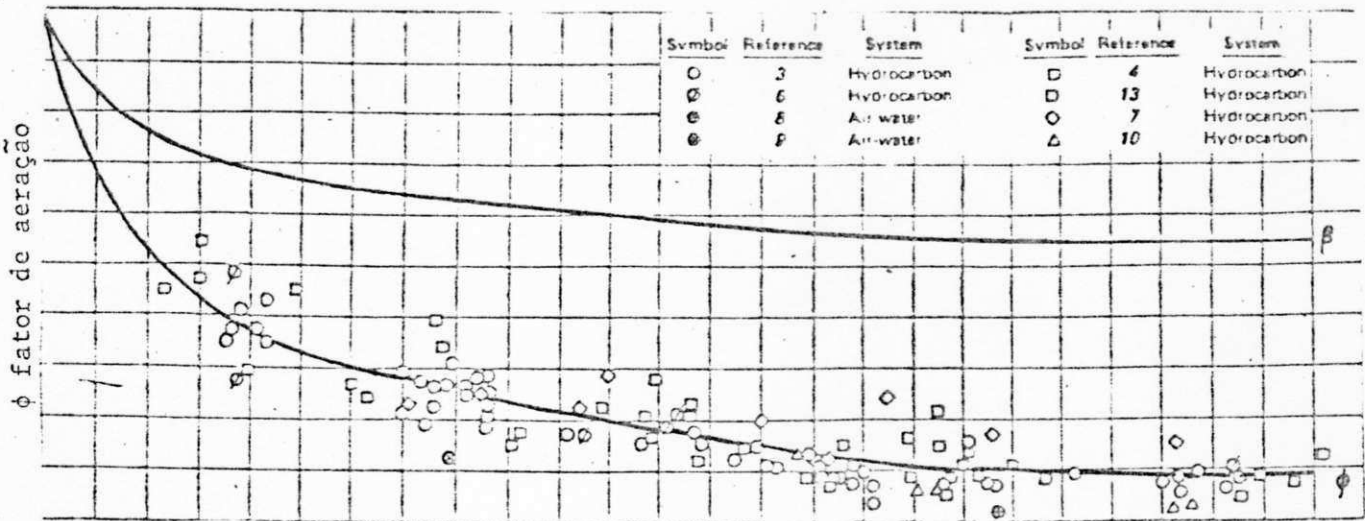 Symbol Reference System Symbol Reference System
3 Hydrocarbon 4 Hydrocarbon
6 Hydrocarbon 13 Hydrocarbon
8 Air-water 7 Hydrocarbon
9 Air-water 10 Hydrocarbon
ϕ fator de aeração
β
ϕ